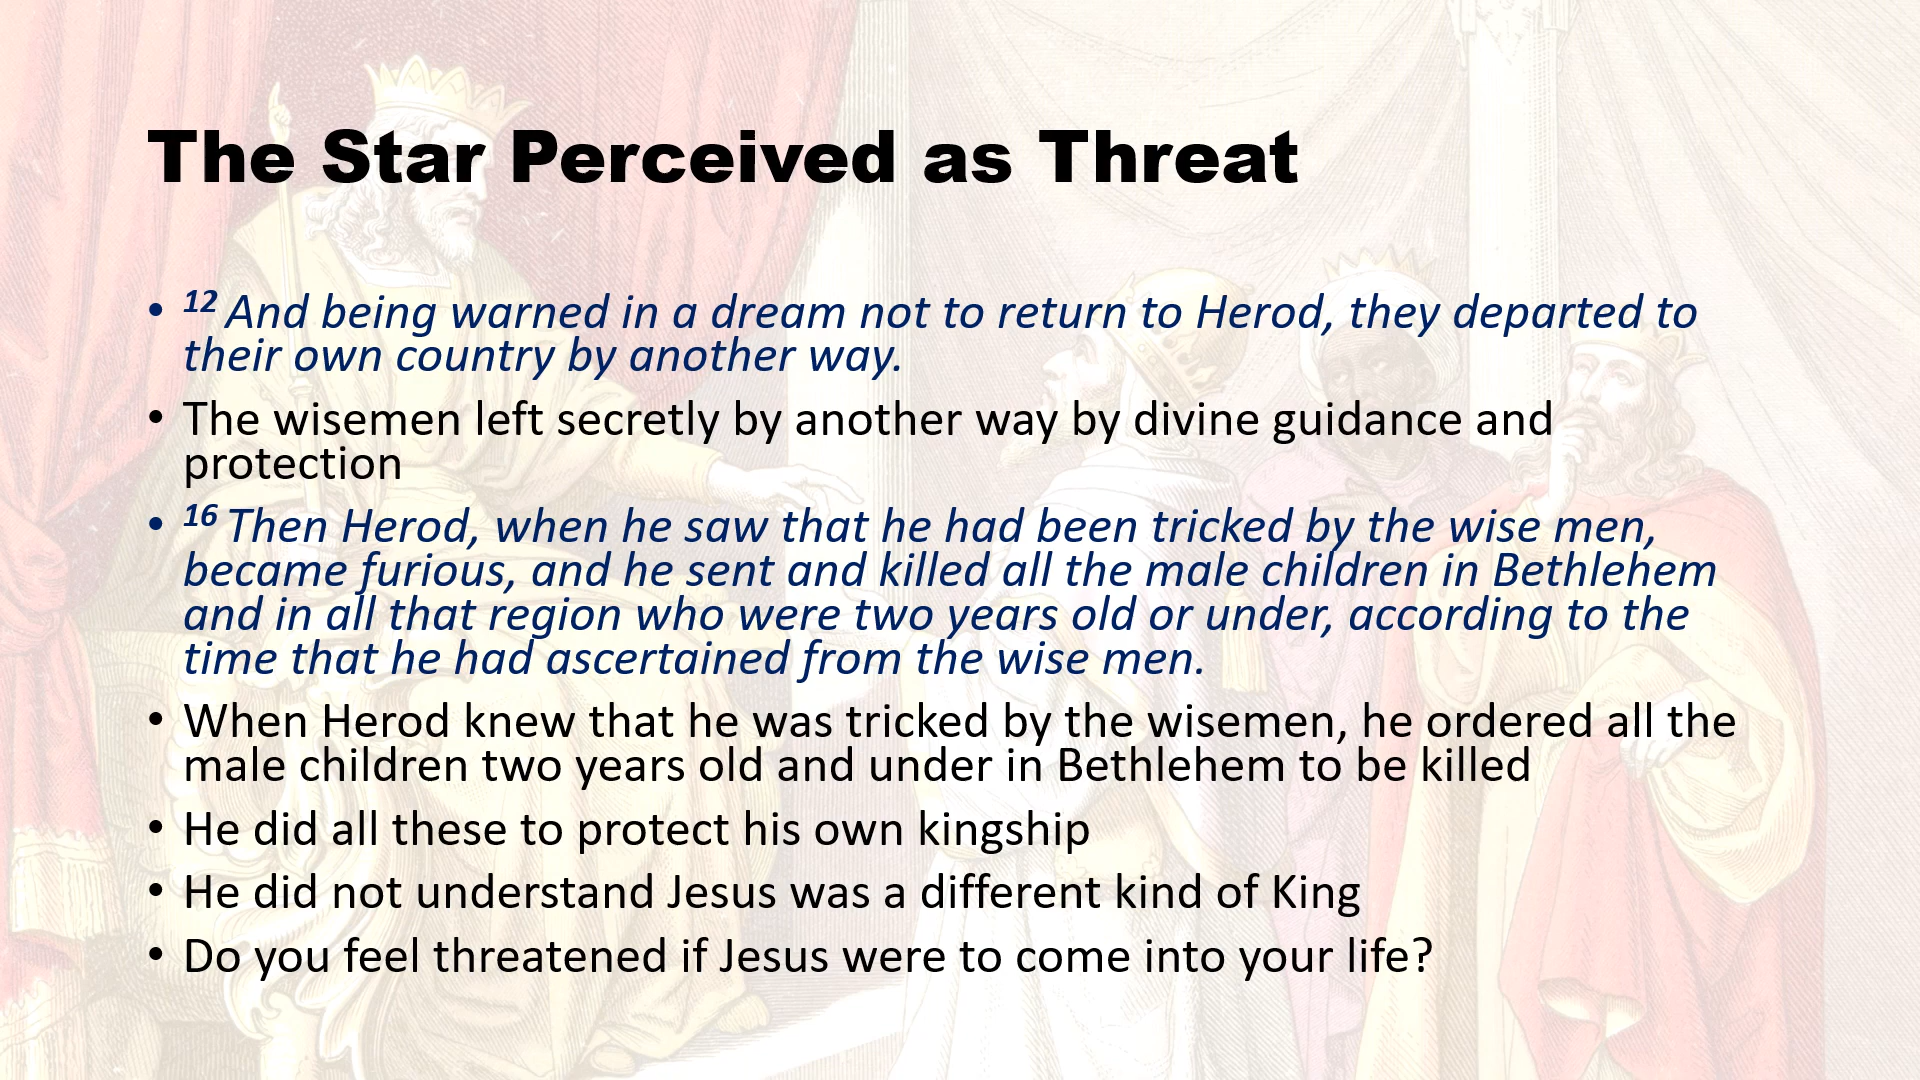 The Star Perceived as Threat
• 12 And being warned in a dream not to return to Herod, they departed to
their own country by another way.
• The wisemen left secretly by another way by divine guidance and
protection
• 16 Then Herod, when he saw that he had been tricked by the wise men,
became furious, and he sent and killed all the male children in Bethlehem
and in all that region who were two years old or under, according to the
time that he had ascertained from the wise men.
• When Herod knew that he was tricked by the wisemen, he ordered all the
male children two years old and under in Bethlehem to be killed
• He did all these to protect his own kingship
• He did not understand Jesus was a different kind of King
• Do you feel threatened if Jesus were to come into your life?